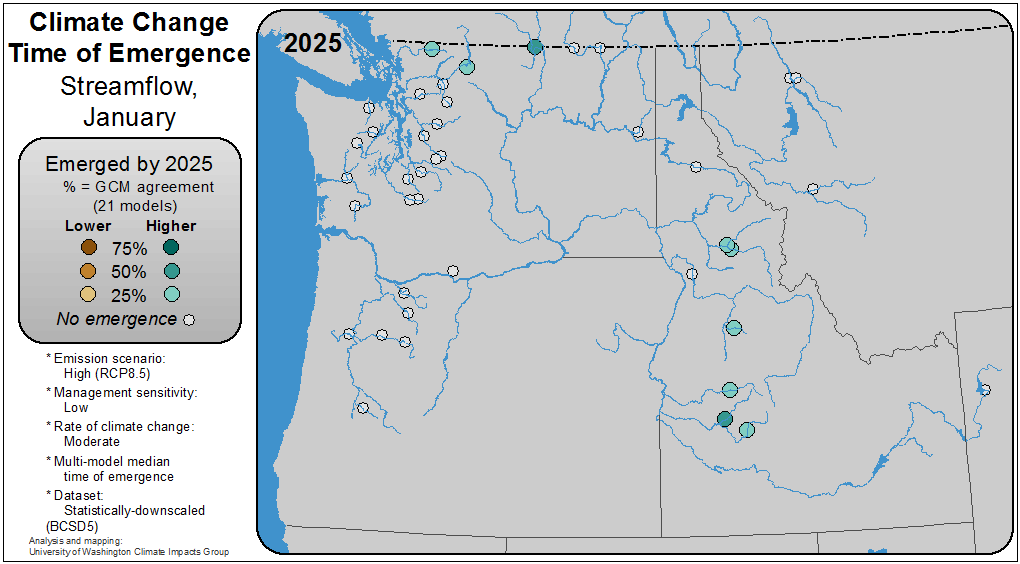 Climate Change
Time of Emergence
Streamflow,
January
2025
Emerged by 2025
% = GCM agreement
(21 models)
Lower Higher
75%
50%
25%
No emergence
* Emission scenario:
High (RCP8.5)
* Management sensitivity:
Low
* Rate of climate change:
Moderate
* Multi-model median
time of emergence
* Dataset:
Statistically-downscaled
(BCSD5)
Analysis and mapping:
University of Washington Climate Impacts Group